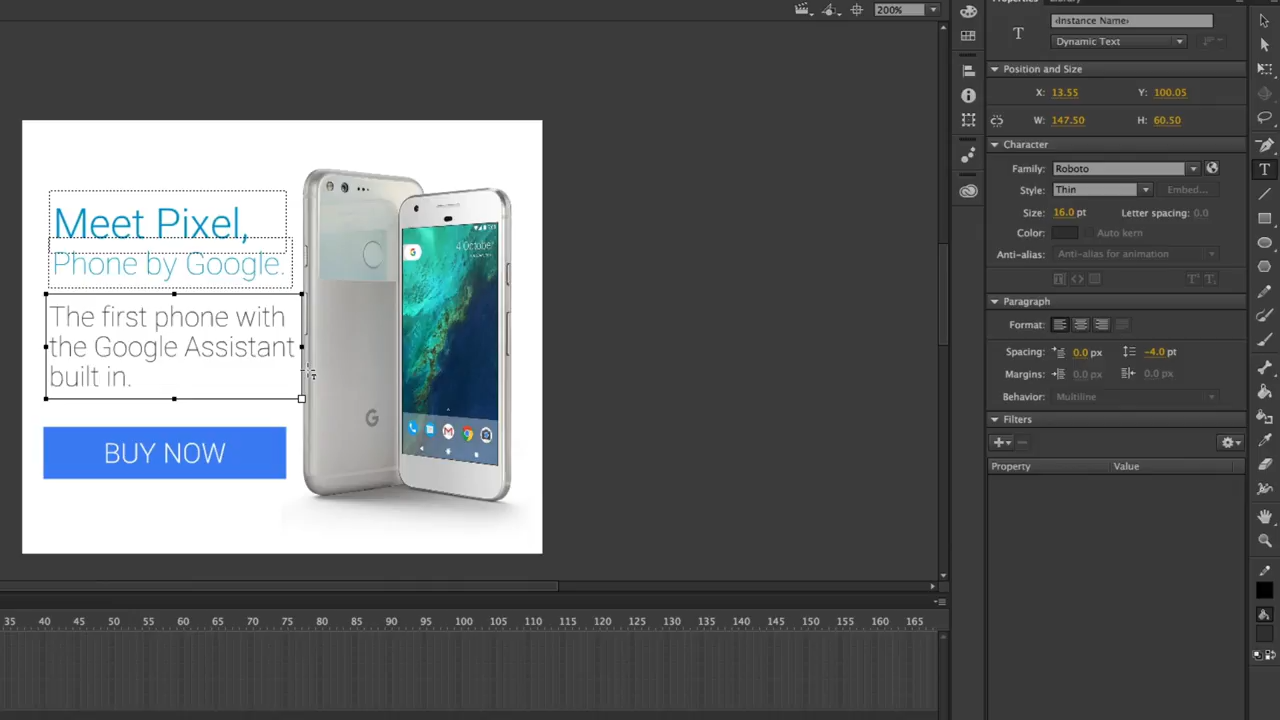 200%
Properties
Library
<Instance Name>
T
Dynamic Text
Position and Size
X: 13.55 Y: 100.05
W: 147.50 H: 60.50
Character
Family: Roboto
Style: Thin Embed...
Size: 16.0 pt Letter spacing: 0.0
Color: Auto kern
Anti-alias: Anti-alias for animation
Paragraph
Format:
Spacing: 0.0 px -4.0 pt
Margins: 0.0 px 0.0 px
Behavior: Multiline
Filters
Property Value
Meet Pixel,
Phone by Google.
The first phone with
the Google Assistant
built in.
BUY NOW
G
4 October
35 40 45 50 55 60 65 70 75 80 85 90 95 100 105 110 115 120 125 130 135 140 145 150 155 160 165